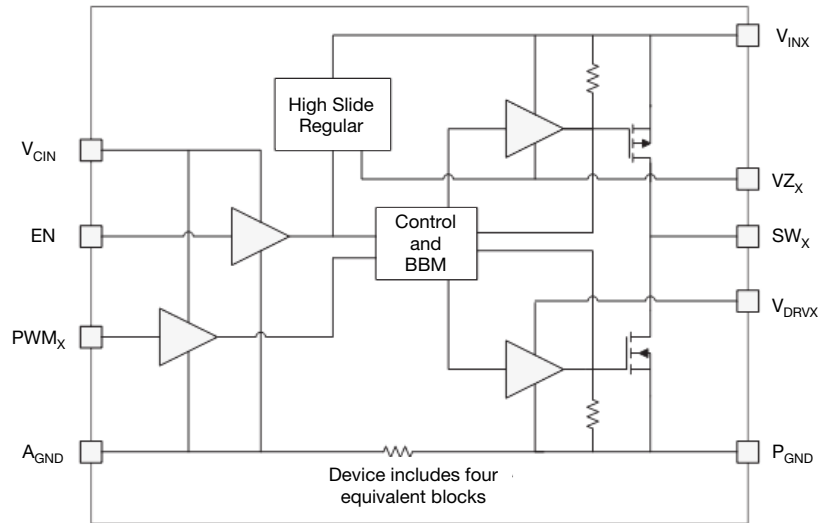 V_INX
High Slide
Regular
V_CIN
VZ_X
EN
Control
and
BBM
SW_X
V_DRVX
PWM_X
A_GND
P_GND
Device includes four
equivalent blocks